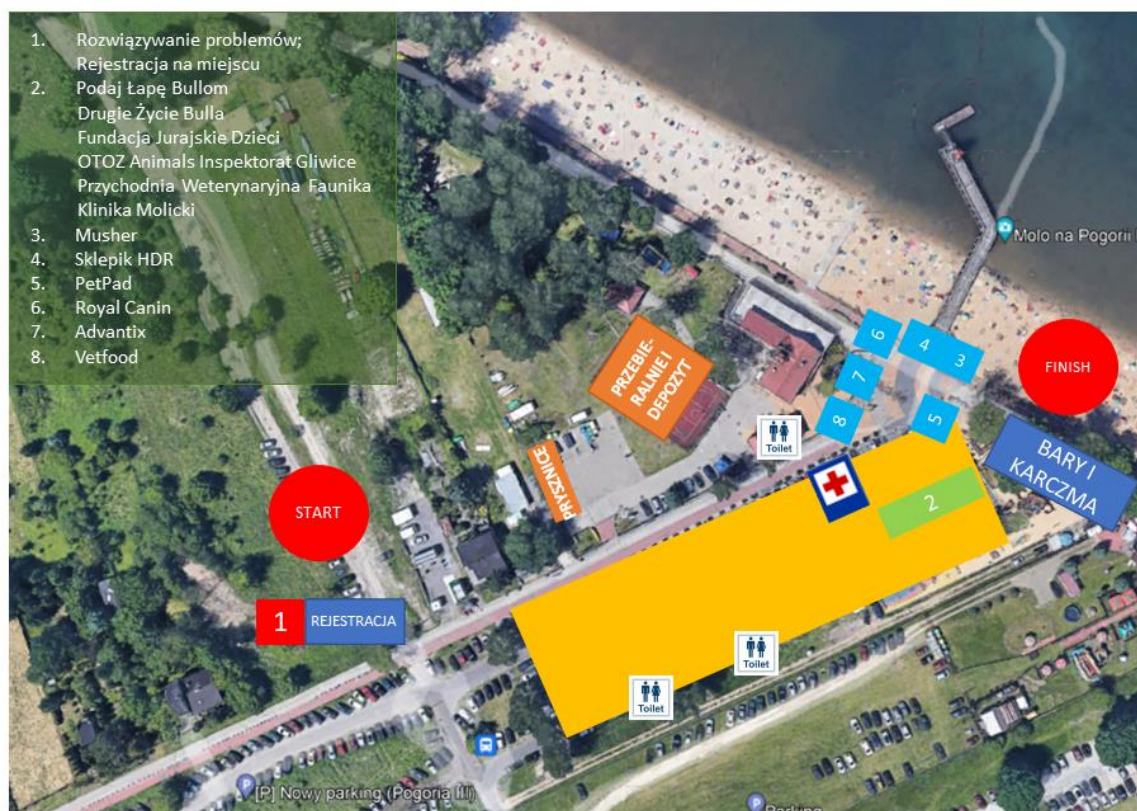 1. Rozwiązywanie problemów;
Rejestracja na miejscu
2. Podaj Łapę Bullom
Drugie Życie Bulla
Fundacja Jurajskie Dzieci
OTOZ Animals Inspektorat Gliwice
Przychodnia Weterynaryjna Faunika
Klinika Molicki
3. Musher
4. Sklepik HDR
5. PetPad
6. Royal Canin
7. Advantix
8. Vetfood
Molo na Pogorii
6
4
3
7
8
5
FINISH
PRZEBIE-
RALNIE I
DEPOZYT
Toilet
BARY I
KARCZMA
PRYSZNICE
2
START
1
REJESTRACJA
Toilet
Toilet
P
[P] Nowy parking (Pogoria III)
P
Parking